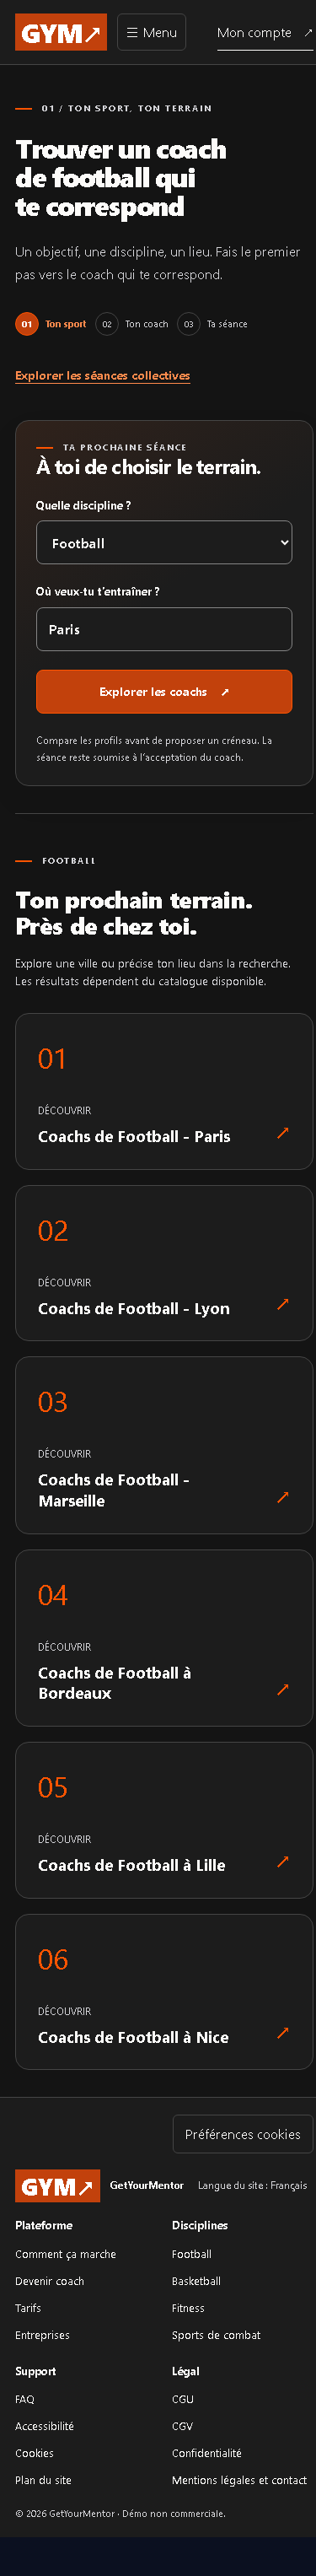 GYM↗ ☰ Menu Mon compte ↗
01 / TON SPORT, TON TERRAIN
Trouver un coach
de football qui
te correspond
Un objectif, une discipline, un lieu. Fais le premier
pas vers le coach qui te correspond.
01 Ton sport 02 Ton coach 03 Ta séance
Explorer les séances collectives
TA PROCHAINE SÉANCE
À toi de choisir le terrain.
Quelle discipline ?
Football
Où veux-tu t'entraîner ?
Paris
Explorer les coachs ↗
Compare les profils avant de proposer un créneau. La
séance reste soumise à l'acceptation du coach.
FOOTBALL
Ton prochain terrain.
Près de chez toi.
Explore une ville ou précise ton lieu dans la recherche.
Les résultats dépendent du catalogue disponible.
01
DÉCOUVRIR
Coachs de Football - Paris ↗
02
DÉCOUVRIR
Coachs de Football - Lyon ↗
03
DÉCOUVRIR
Coachs de Football -
Marseille ↗
04
DÉCOUVRIR
Coachs de Football à
Bordeaux ↗
05
DÉCOUVRIR
Coachs de Football à Lille ↗
06
DÉCOUVRIR
Coachs de Football à Nice ↗
Préférences cookies
GYM↗ GetYourMentor Langue du site : Français
Plateforme
Comment ça marche
Devenir coach
Tarifs
Entreprises
Disciplines
Football
Basketball
Fitness
Sports de combat
Support
FAQ
Accessibilité
Cookies
Plan du site
Légal
CGU
CGV
Confidentialité
Mentions légales et contact
© 2026 GetYourMentor · Démo non commerciale.